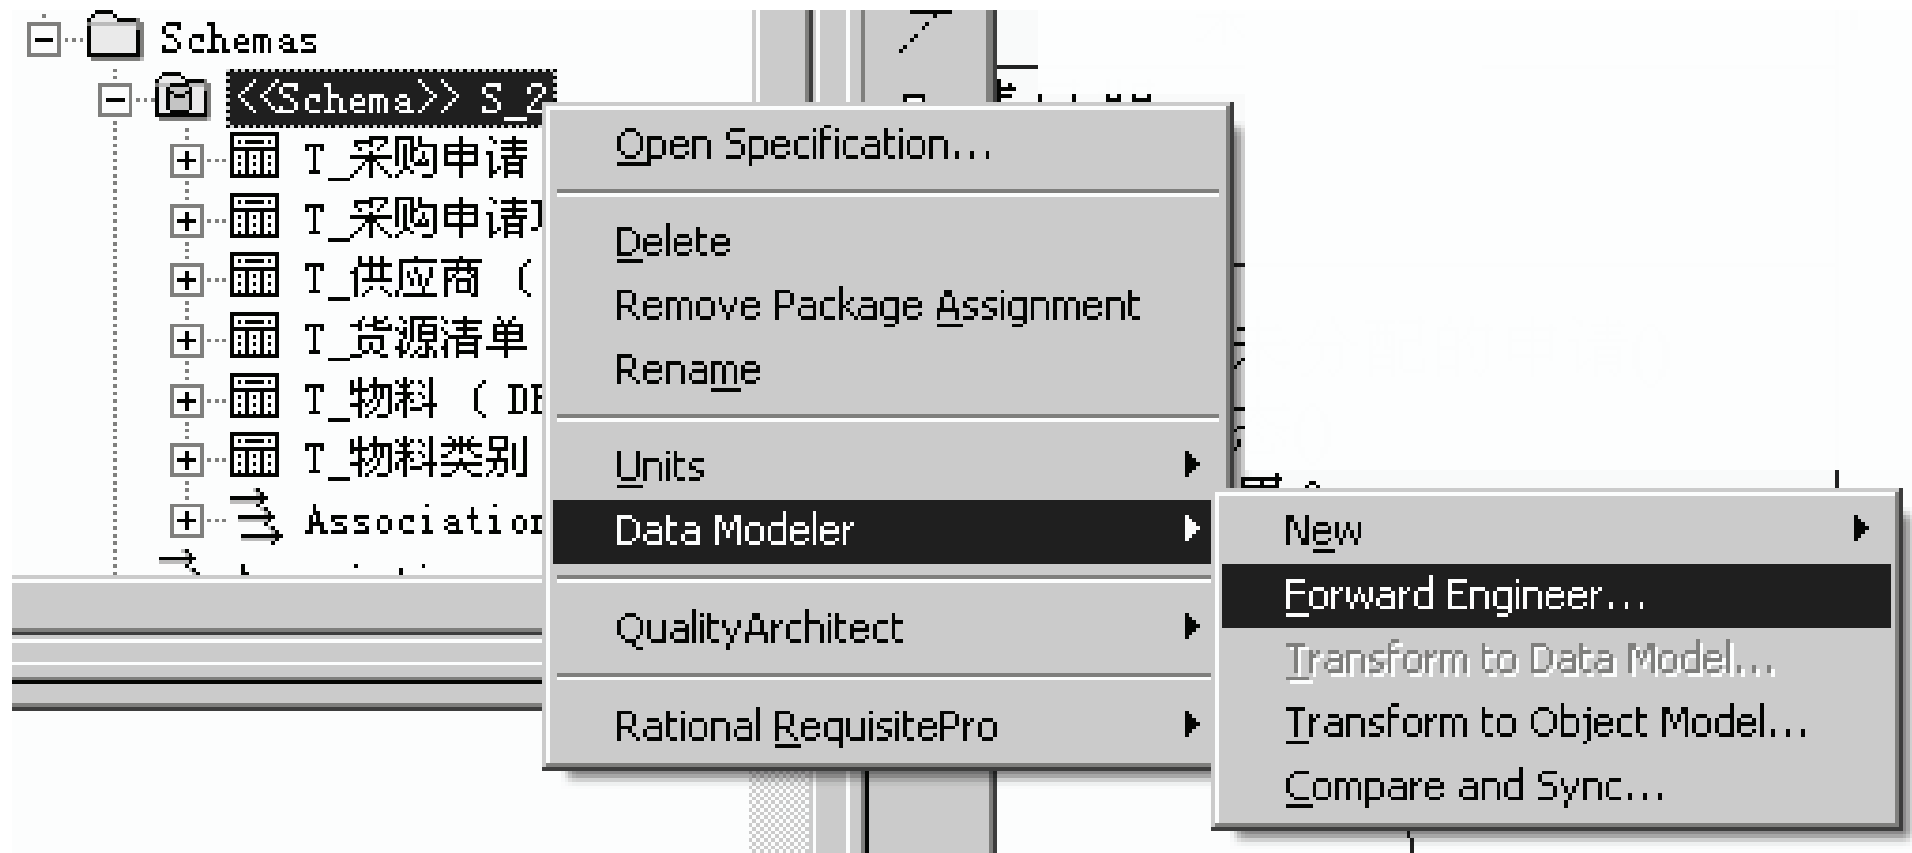 Schemas
<<Schema>> S_2
T_采购申请
T_采购申请
T_供应商 (
T_货源清单
T_物料 (
T_物料类别
Association
Open Specification...
Delete
Remove Package Assignment
Rename
Units
Data Modeler
QualityArchitect
Rational RequisitePro
New
Forward Engineer...
Transform to Data Model...
Transform to Object Model...
Compare and Sync...